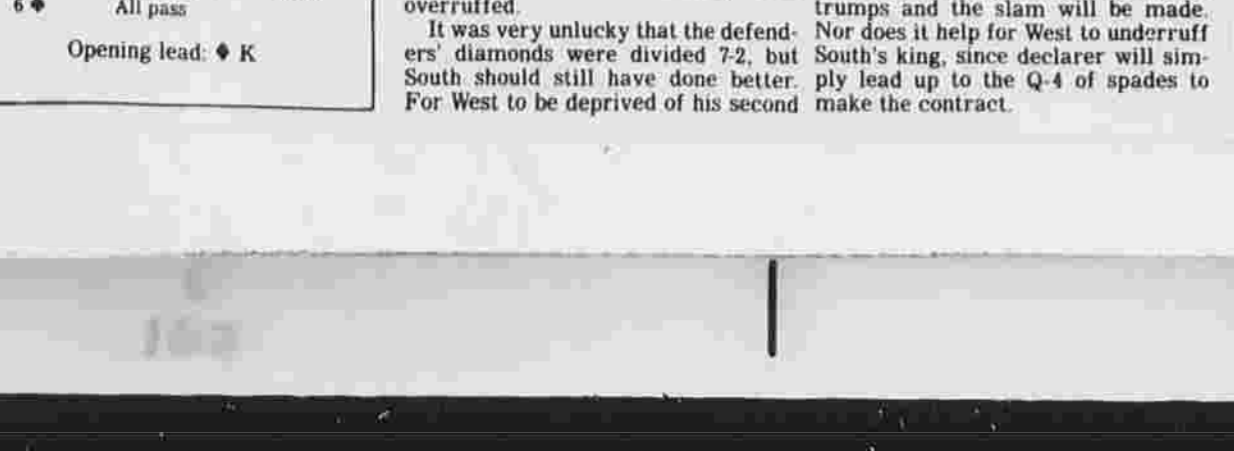 6 ♠ All pass
Opening lead: ♦ K
overruffed.
It was very unlucky that the defend-
ers' diamonds were divided 7-2, but
South should still have done better.
For West to be deprived of his second
trumps and the slam will be made.
Nor does it help for West to underruff
South's king, since declarer will sim-
ply lead up to the Q-4 of spades to
make the contract.